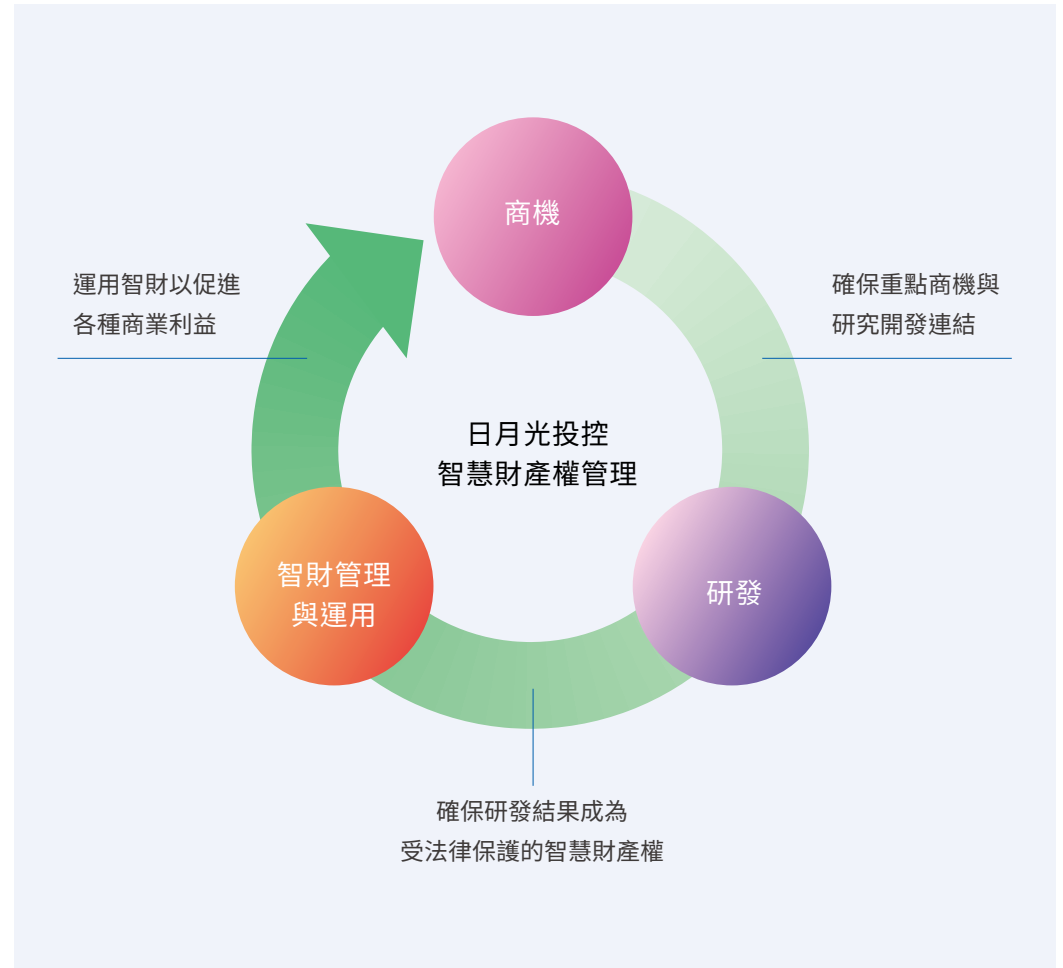 商機
運用智財以促進
各種商業利益
確保重點商機與
研究開發連結
日月光投控
智慧財產權管理
智財管理
與運用
研發
確保研發結果成為
受法律保護的智慧財產權